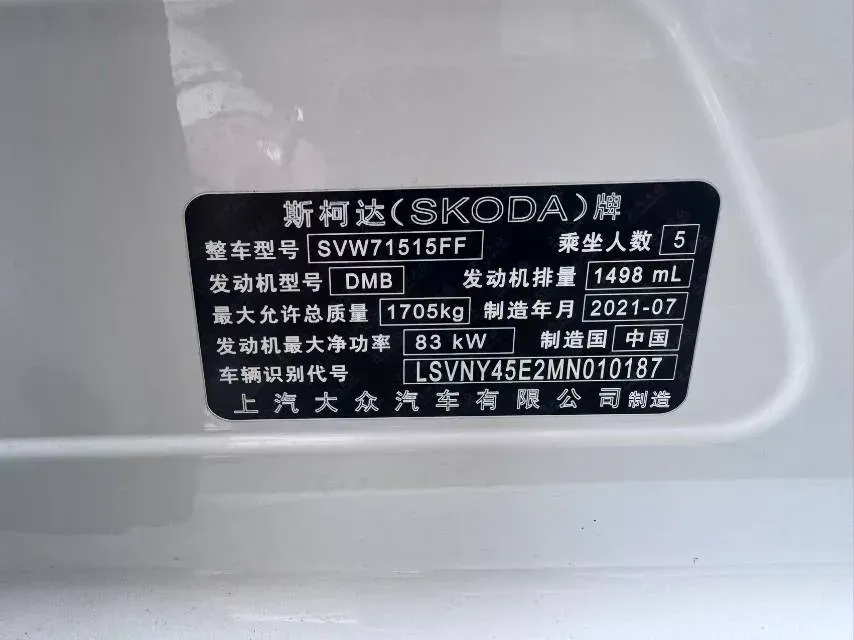 斯柯达(SKODA)牌
整车型号 SVW71515FF 乘坐人数 5
发动机型号 DMB 发动机排量 1498 mL
最大允许总质量 1705kg 制造年月 2021-07
发动机最大净功率 83 kW 制造国 中国
车辆识别代号 LSVNY45E2MN010187
上汽大众汽车有限公司制造